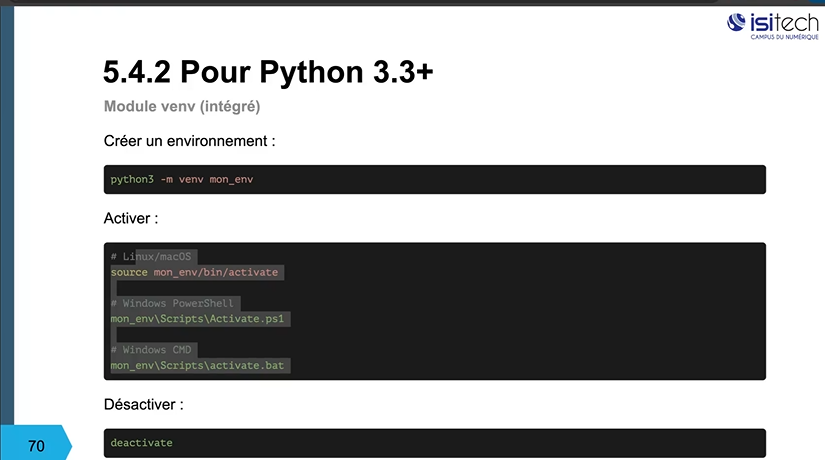 isitech
CAMPUS DU NUMÉRIQUE
5.4.2 Pour Python 3.3+
Module venv (intégré)
Créer un environnement :
python3 -m venv mon_env
Activer :
# Linux/macOS
source mon_env/bin/activate
# Windows PowerShell
mon_env\Scripts\Activate.ps1
# Windows CMD
mon_env\Scripts\activate.bat
Désactiver :
deactivate
70